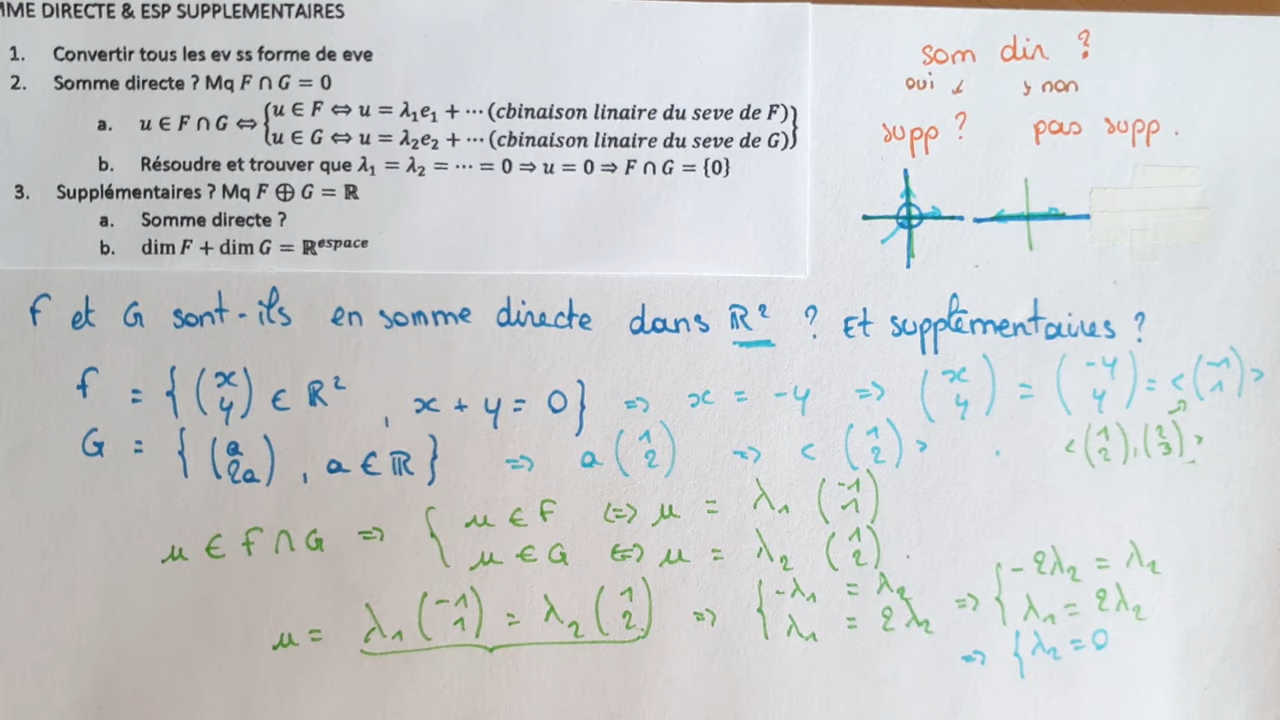 MME DIRECTE & ESP SUPPLEMENTAIRES
1. Convertir tous les ev ss forme de eve
2. Somme directe ? Mq F ∩ G = 0
a. u ∈ F ∩ G ⇔ {u ∈ F ⇔ u = λ₁e₁ + ⋯ (cbinaison linaire du seve de F)
u ∈ G ⇔ u = λ₂e₂ + ⋯ (cbinaison linaire du seve de G)}
b. Résoudre et trouver que λ₁ = λ₂ = ⋯ = 0 ⇒ u = 0 ⇒ F ∩ G = {0}
3. Supplémentaires ? Mq F ⊕ G = ℝ
a. Somme directe ?
b. dim F + dim G = ℝ^espace
som dir ?
oui ↓ ↘ non
supp ? pas supp .
F et G sont-ils en somme directe dans ℝ² ? Et supplémentaires ?
F = {(x y) ∈ ℝ² , x + y = 0} => x = -y => (x y) = (-y y) = <(-1 1)>
G = {(a 2a) , a ∈ ℝ} => a (1 2) => < (1 2) > . <(1 2),(2 3)>
u ∈ F ∩ G => { u ∈ F <=> u = λ₁ (-1 1)
u ∈ G <=> u = λ₂ (1 2) .
u = λ₁ (-1 1) = λ₂ (1 2) => { -λ₁ = λ₂ => { -2λ₂ = λ₂
λ₁ = 2λ₂ λ₁ = 2λ₂
=> { λ₂ = 0